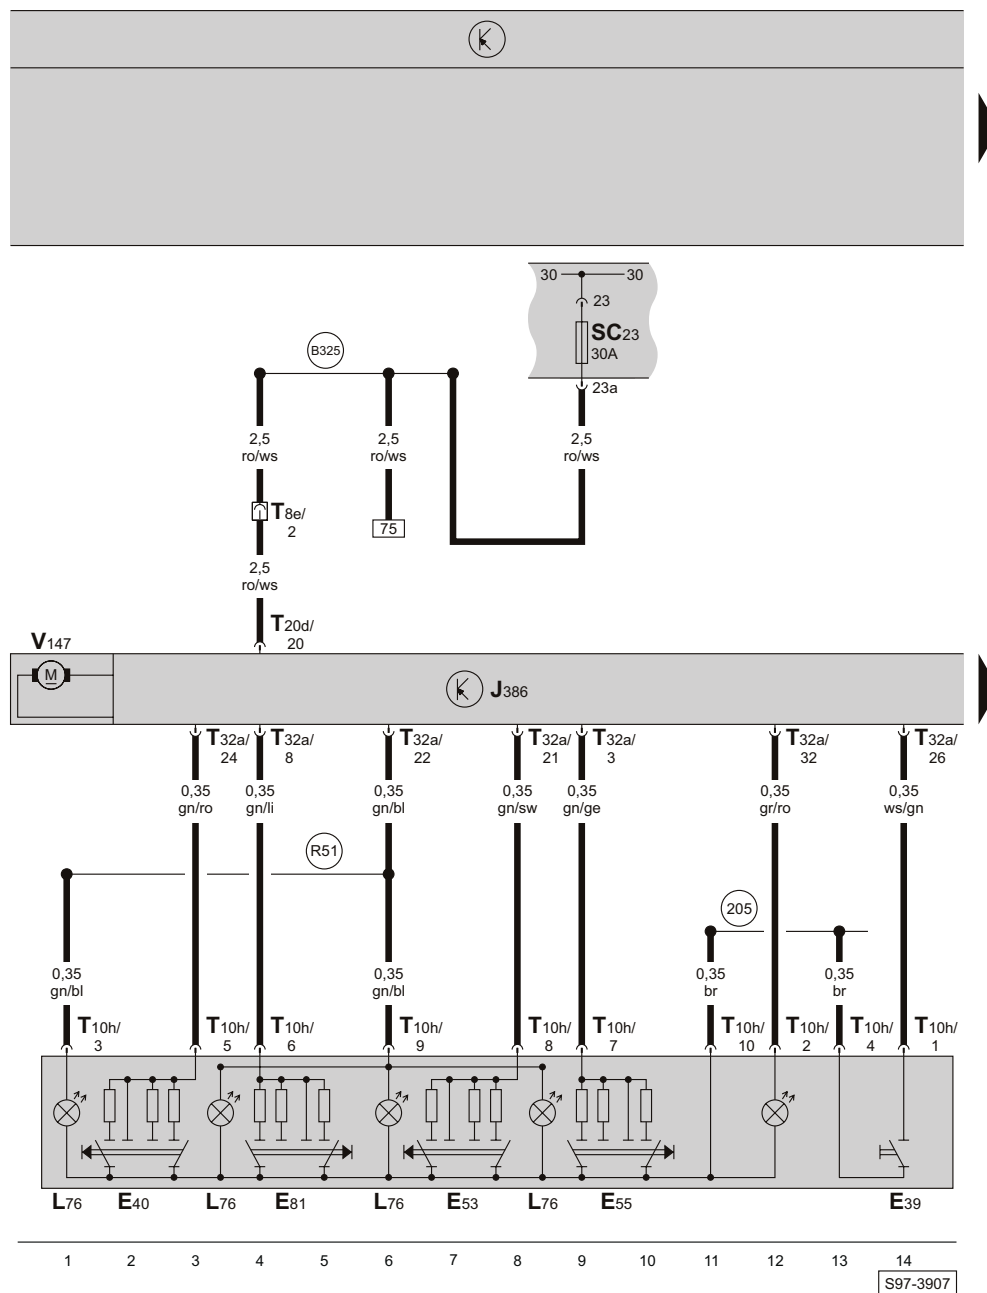 30 30
23
SC23
30A
23a
B325
2,5 2,5 2,5
ro/ws ro/ws ro/ws
T8e/
2
75
2,5
ro/ws
T20d/
20
V147
M
J386
T32a/ T32a/ T32a/ T32a/ T32a/ T32a/ T32a/
24 8 22 21 3 32 26
0,35 0,35 0,35 0,35 0,35 0,35 0,35
gn/ro gn/li gn/bl gn/sw gn/ge gr/ro ws/gn
R51
205
0,35 0,35 0,35 0,35
gn/bl gn/bl br br
T10h/ T10h/ T10h/ T10h/ T10h/ T10h/ T10h/ T10h/ T10h/ T10h/
3 5 6 9 8 7 10 2 4 1
L76 E40 L76 E81 L76 E53 L76 E55 E39
1 2 3 4 5 6 7 8 9 10 11 12 13 14
S97-3907